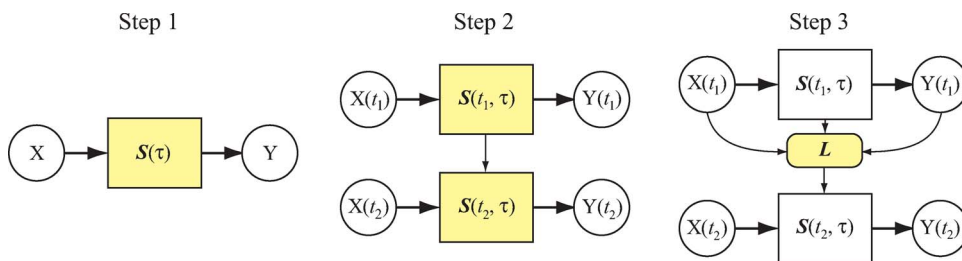 Step 1
X
S(τ)
Y
Step 2
X(t₁)
S(t₁, τ)
Y(t₁)
X(t₂)
S(t₂, τ)
Y(t₂)
Step 3
X(t₁)
S(t₁, τ)
Y(t₁)
L
X(t₂)
S(t₂, τ)
Y(t₂)